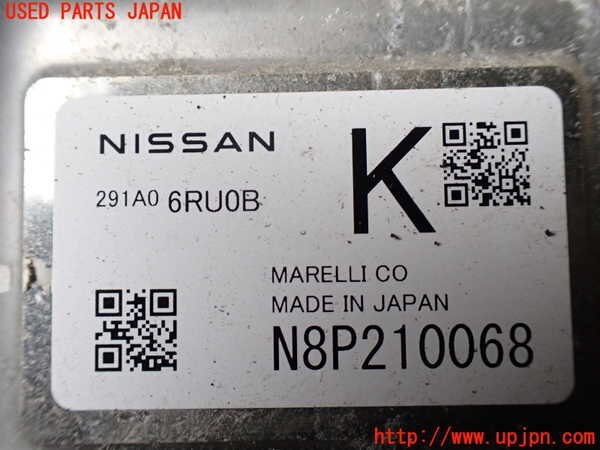 USED PARTS JAPAN
NISSAN
K
291A0 6RU0B
MARELLI CO
MADE IN JAPAN
N8P210068
http://www.upjpn.com/